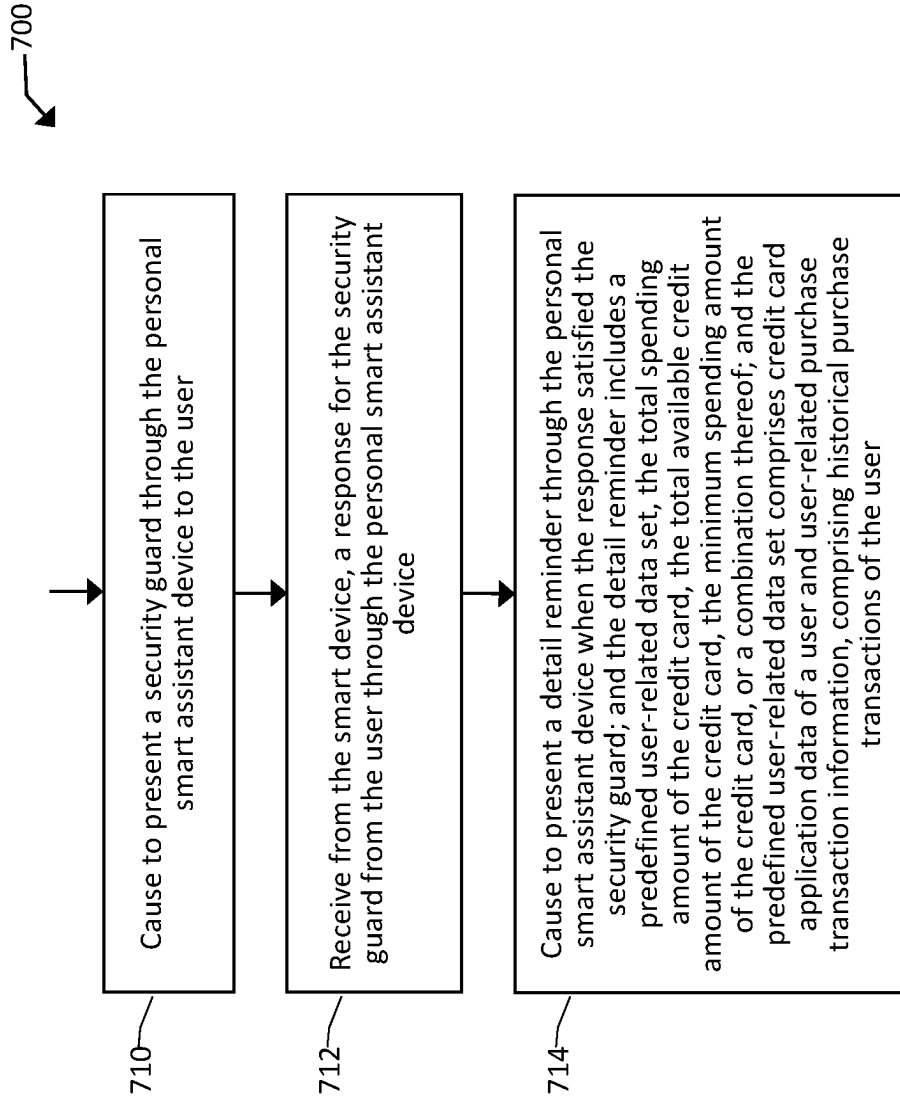 700
710
Cause to present a security guard through the personal
smart assistant device to the user
712
Receive from the smart device, a response for the security
guard from the user through the personal smart assistant
device
714
Cause to present a detail reminder through the personal
smart assistant device when the response satisfied the
security guard; and the detail reminder includes a
predefined user-related data set, the total spending
amount of the credit card, the total available credit
amount of the credit card, the minimum spending amount
of the credit card, or a combination thereof; and the
predefined user-related data set comprises credit card
application data of a user and user-related purchase
transaction information, comprising historical purchase
transactions of the user